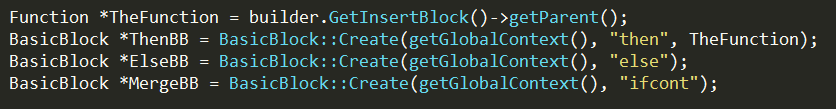 Function *TheFunction = builder.GetInsertBlock()->getParent();
BasicBlock *ThenBB = BasicBlock::Create(getGlobalContext(), "then", TheFunction);
BasicBlock *ElseBB = BasicBlock::Create(getGlobalContext(), "else");
BasicBlock *MergeBB = BasicBlock::Create(getGlobalContext(), "ifcont");